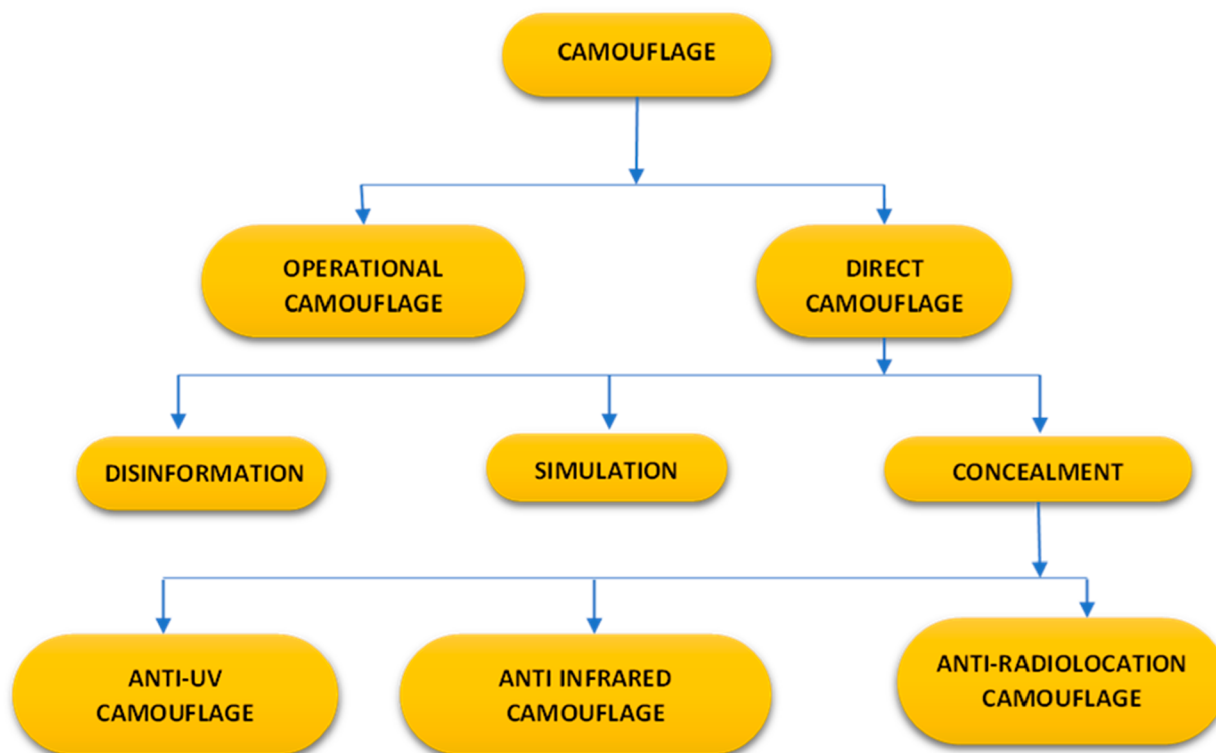 CAMOUFLAGE
OPERATIONAL
CAMOUFLAGE
DIRECT
CAMOUFLAGE
DISINFORMATION
SIMULATION
CONCEALMENT
ANTI-UV
CAMOUFLAGE
ANTI INFRARED
CAMOUFLAGE
ANTI-RADIOLOCATION
CAMOUFLAGE